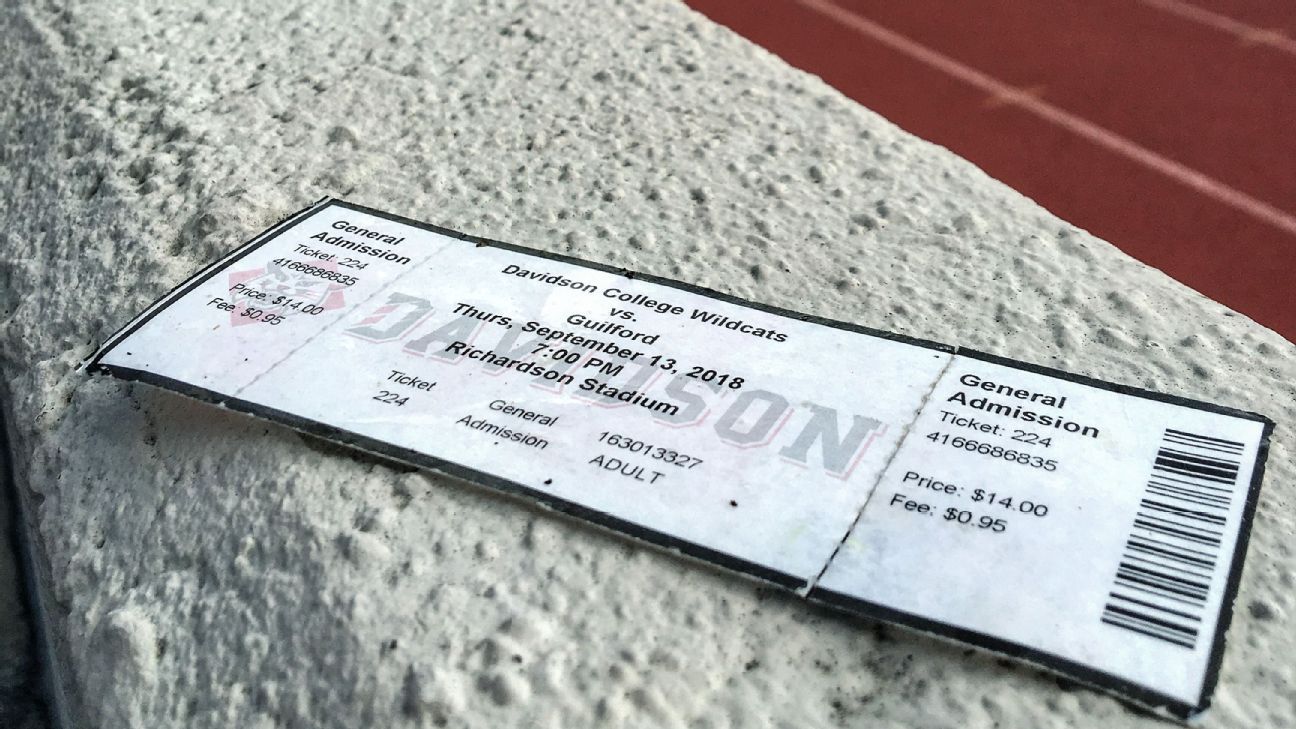 General
Admission
Ticket: 224
4166686835
Price: $14.00
Fee: $0.95
DAVIDSON
Davidson College Wildcats
vs.
Guilford
Thurs, September 13, 2018
7:00 PM
Richardson Stadium
Ticket
224
General
Admission
163013327
ADULT
General
Admission
Ticket: 224
4166686835
Price: $14.00
Fee: $0.95